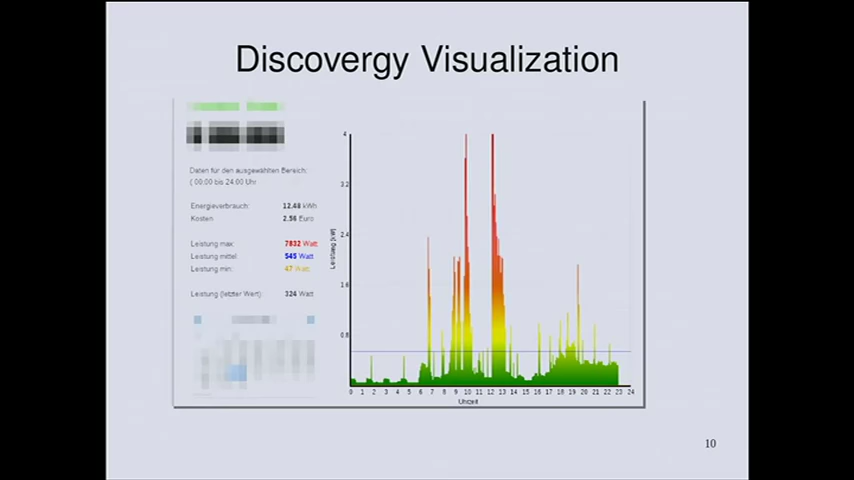 Discovergy Visualization
Daten für den ausgewählten Bereich:
( 00:00 bis 24:00 Uhr
Energieverbrauch: 12.48 kWh
Kosten 2.56 Euro
Leistung max: 7832 Watt
Leistung mittel: 545 Watt
Leistung min: 47 Watt
Leistung (letzter Wert): 324 Watt
4
3.2
2.4
1.6
0.8
Leistung [kW]
0 1 2 3 4 5 6 7 8 9 10 11 12 13 14 15 16 17 18 19 20 21 22 23 24
Uhrzeit
10